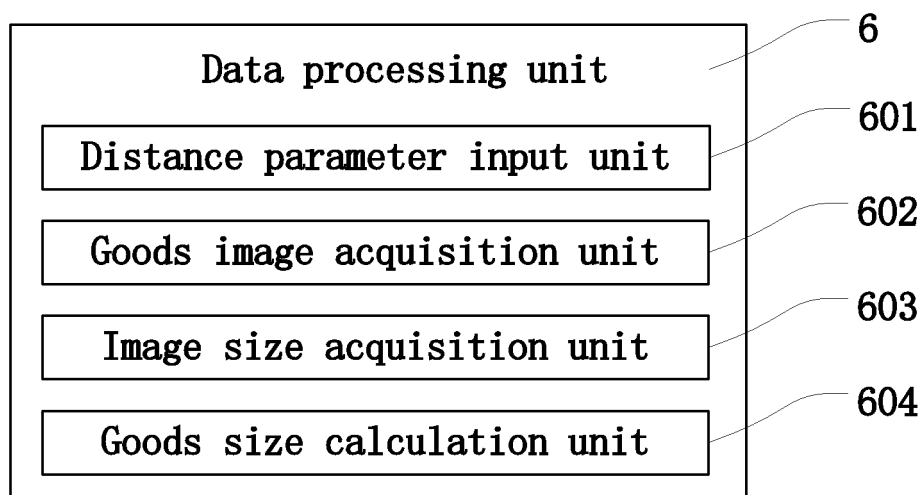 6
Data processing unit
601
Distance parameter input unit
602
Goods image acquisition unit
603
Image size acquisition unit
604
Goods size calculation unit